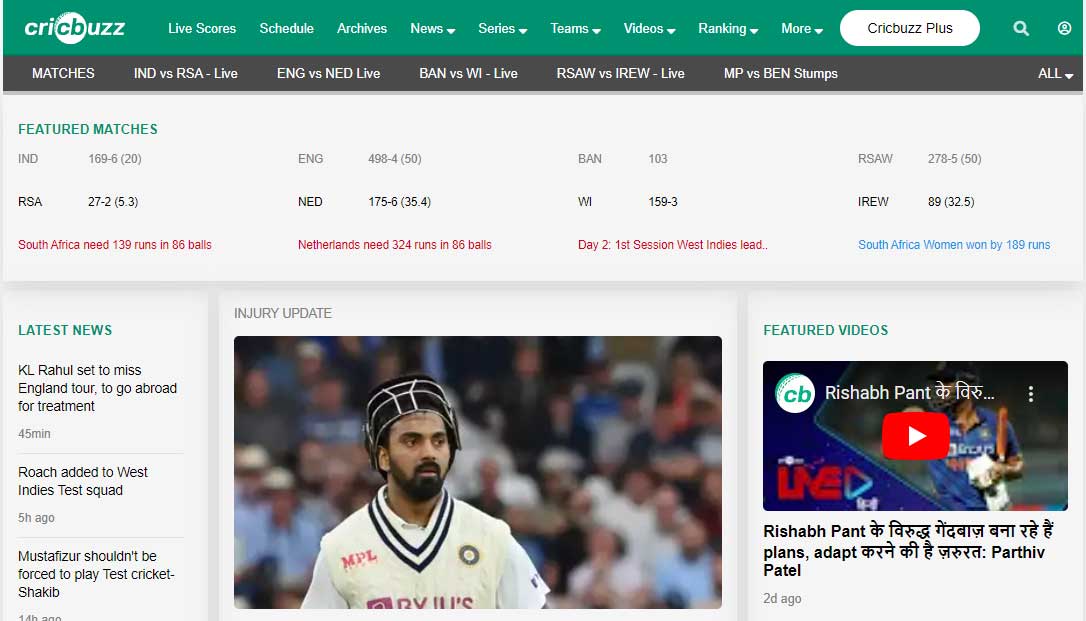 cricbuzz Live Scores Schedule Archives News Series Teams Videos Ranking More Cricbuzz Plus
MATCHES IND vs RSA - Live ENG vs NED Live BAN vs WI - Live RSAW vs IREW - Live MP vs BEN Stumps ALL
FEATURED MATCHES
IND 169-6 (20) ENG 498-4 (50) BAN 103 RSAW 278-5 (50)
RSA 27-2 (5.3) NED 175-6 (35.4) WI 159-3 IREW 89 (32.5)
South Africa need 139 runs in 86 balls Netherlands need 324 runs in 86 balls Day 2: 1st Session West Indies lead.. South Africa Women won by 189 runs
LATEST NEWS
KL Rahul set to miss
England tour, to go abroad
for treatment
45min
Roach added to West
Indies Test squad
5h ago
Mustafizur shouldn't be
forced to play Test cricket-
Shakib
14h ago
INJURY UPDATE
MPL
BYJU'S
FEATURED VIDEOS
cb Rishabh Pant के विरु...
LIVE
हिन्दी
Rishabh Pant के विरुद्ध गेंदबाज़ बना रहे हैं
plans, adapt करने की है ज़रुरत: Parthiv
Patel
2d ago